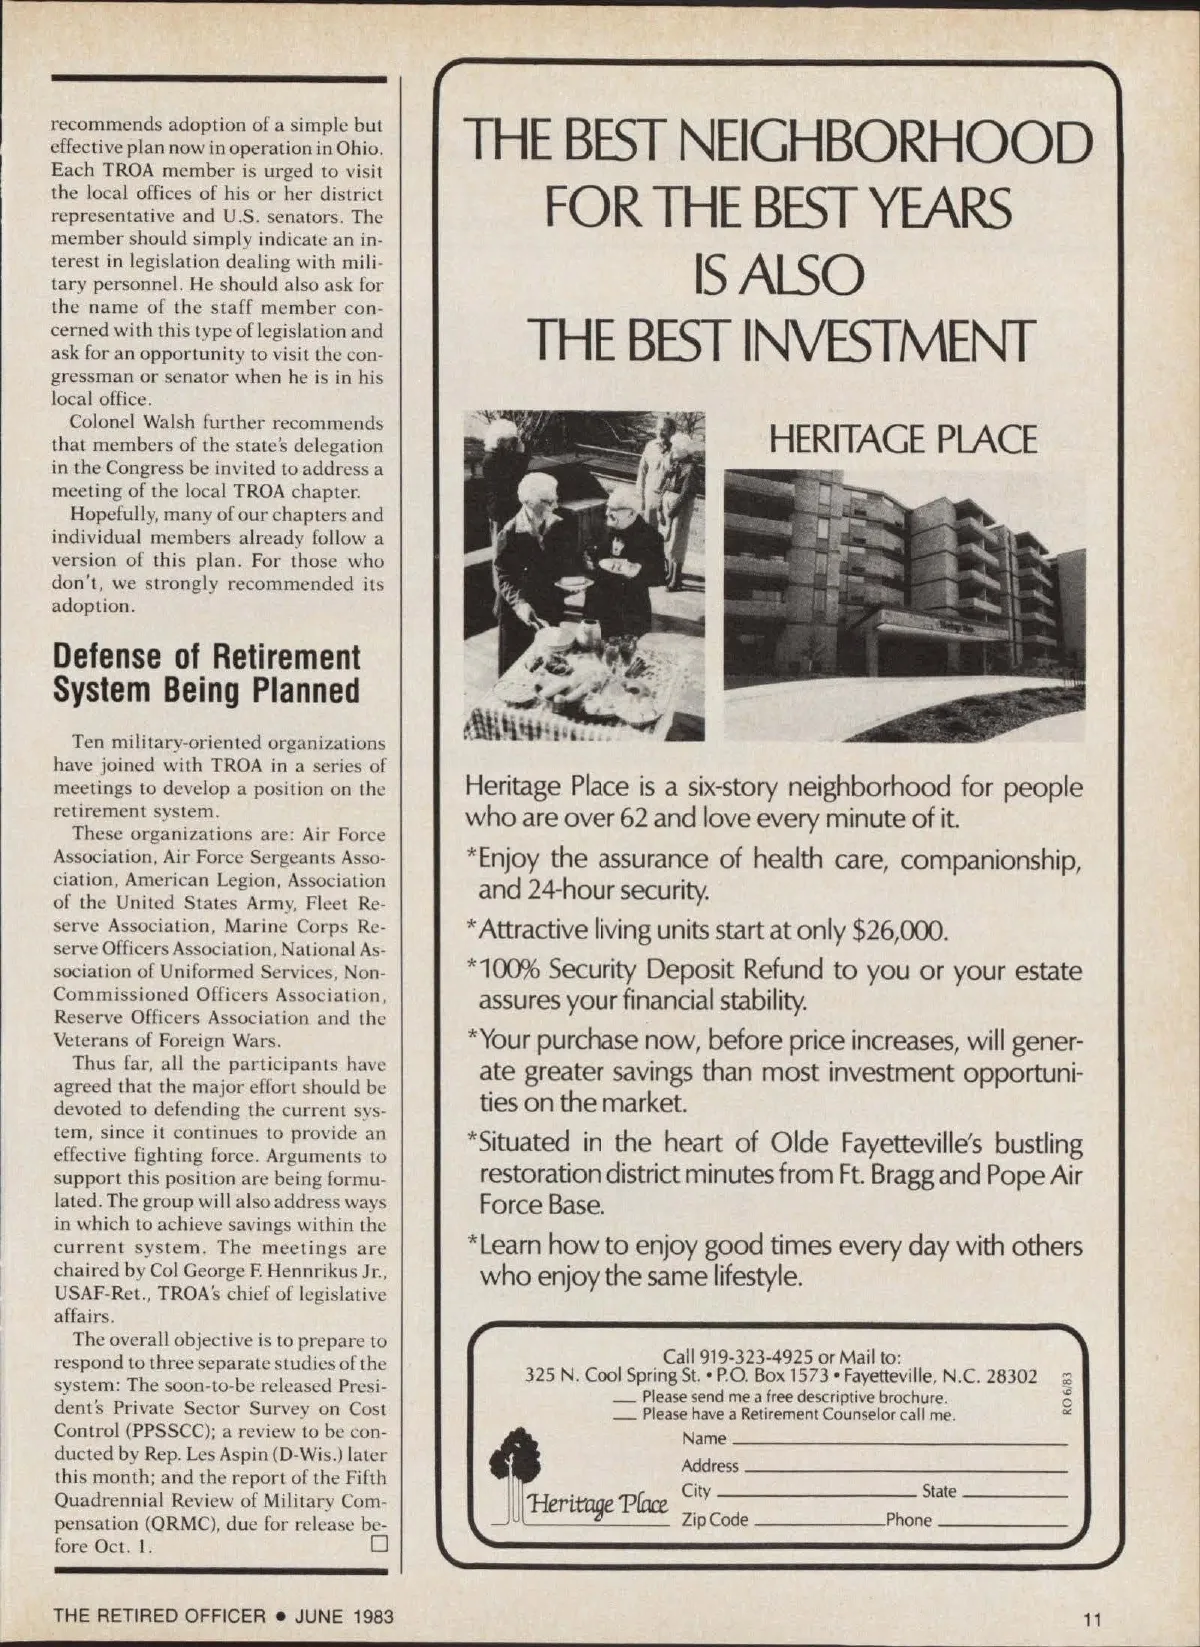 recommends adoption of a simple but
effective plan now in operation in Ohio.
Each TROA member is urged to visit
the local offices of his or her district
representative and U.S. senators. The
member should simply indicate an in-
terest in legislation dealing with mili-
tary personnel. He should also ask for
the name of the staff member con-
cerned with this type of legislation and
ask for an opportunity to visit the con-
gressman or senator when he is in his
local office.
Colonel Walsh further recommends
that members of the state's delegation
in the Congress be invited to address a
meeting of the local TROA chapter.
Hopefully, many of our chapters and
individual members already follow a
version of this plan. For those who
don't, we strongly recommended its
adoption.
Defense of Retirement
System Being Planned
Ten military-oriented organizations
have joined with TROA in a series of
meetings to develop a position on the
retirement system.
These organizations are: Air Force
Association, Air Force Sergeants Asso-
ciation, American Legion, Association
of the United States Army, Fleet Re-
serve Association, Marine Corps Re-
serve Officers Association, National As-
sociation of Uniformed Services, Non-
Commissioned Officers Association,
Reserve Officers Association and the
Veterans of Foreign Wars.
Thus far, all the participants have
agreed that the major effort should be
devoted to defending the current sys-
tem, since it continues to provide an
effective fighting force. Arguments to
support this position are being formu-
lated. The group will also address ways
in which to achieve savings within the
current system. The meetings are
chaired by Col George F. Hennrikus Jr.,
USAF-Ret., TROA's chief of legislative
affairs.
The overall objective is to prepare to
respond to three separate studies of the
system: The soon-to-be released Presi-
dent's Private Sector Survey on Cost
Control (PPSSCC); a review to be con-
ducted by Rep. Les Aspin (D-Wis.) later
this month; and the report of the Fifth
Quadrennial Review of Military Com-
pensation (QRMC), due for release be-
fore Oct. 1. □
THE BEST NEIGHBORHOOD
FOR THE BEST YEARS
IS ALSO
THE BEST INVESTMENT
HERITAGE PLACE
Heritage Place is a six-story neighborhood for people
who are over 62 and love every minute of it.
*Enjoy the assurance of health care, companionship,
and 24-hour security.
*Attractive living units start at only $26,000.
*100% Security Deposit Refund to you or your estate
assures your financial stability.
*Your purchase now, before price increases, will gener-
ate greater savings than most investment opportuni-
ties on the market.
*Situated in the heart of Olde Fayetteville's bustling
restoration district minutes from Ft. Bragg and Pope Air
Force Base.
*Learn how to enjoy good times every day with others
who enjoy the same lifestyle.
Call 919-323-4925 or Mail to:
325 N. Cool Spring St. • P.O. Box 1573 • Fayetteville, N.C. 28302
___ Please send me a free descriptive brochure.
___ Please have a Retirement Counselor call me.
RO 6/83
Name
Address
City State
Zip Code Phone
Heritage Place
THE RETIRED OFFICER • JUNE 1983
11